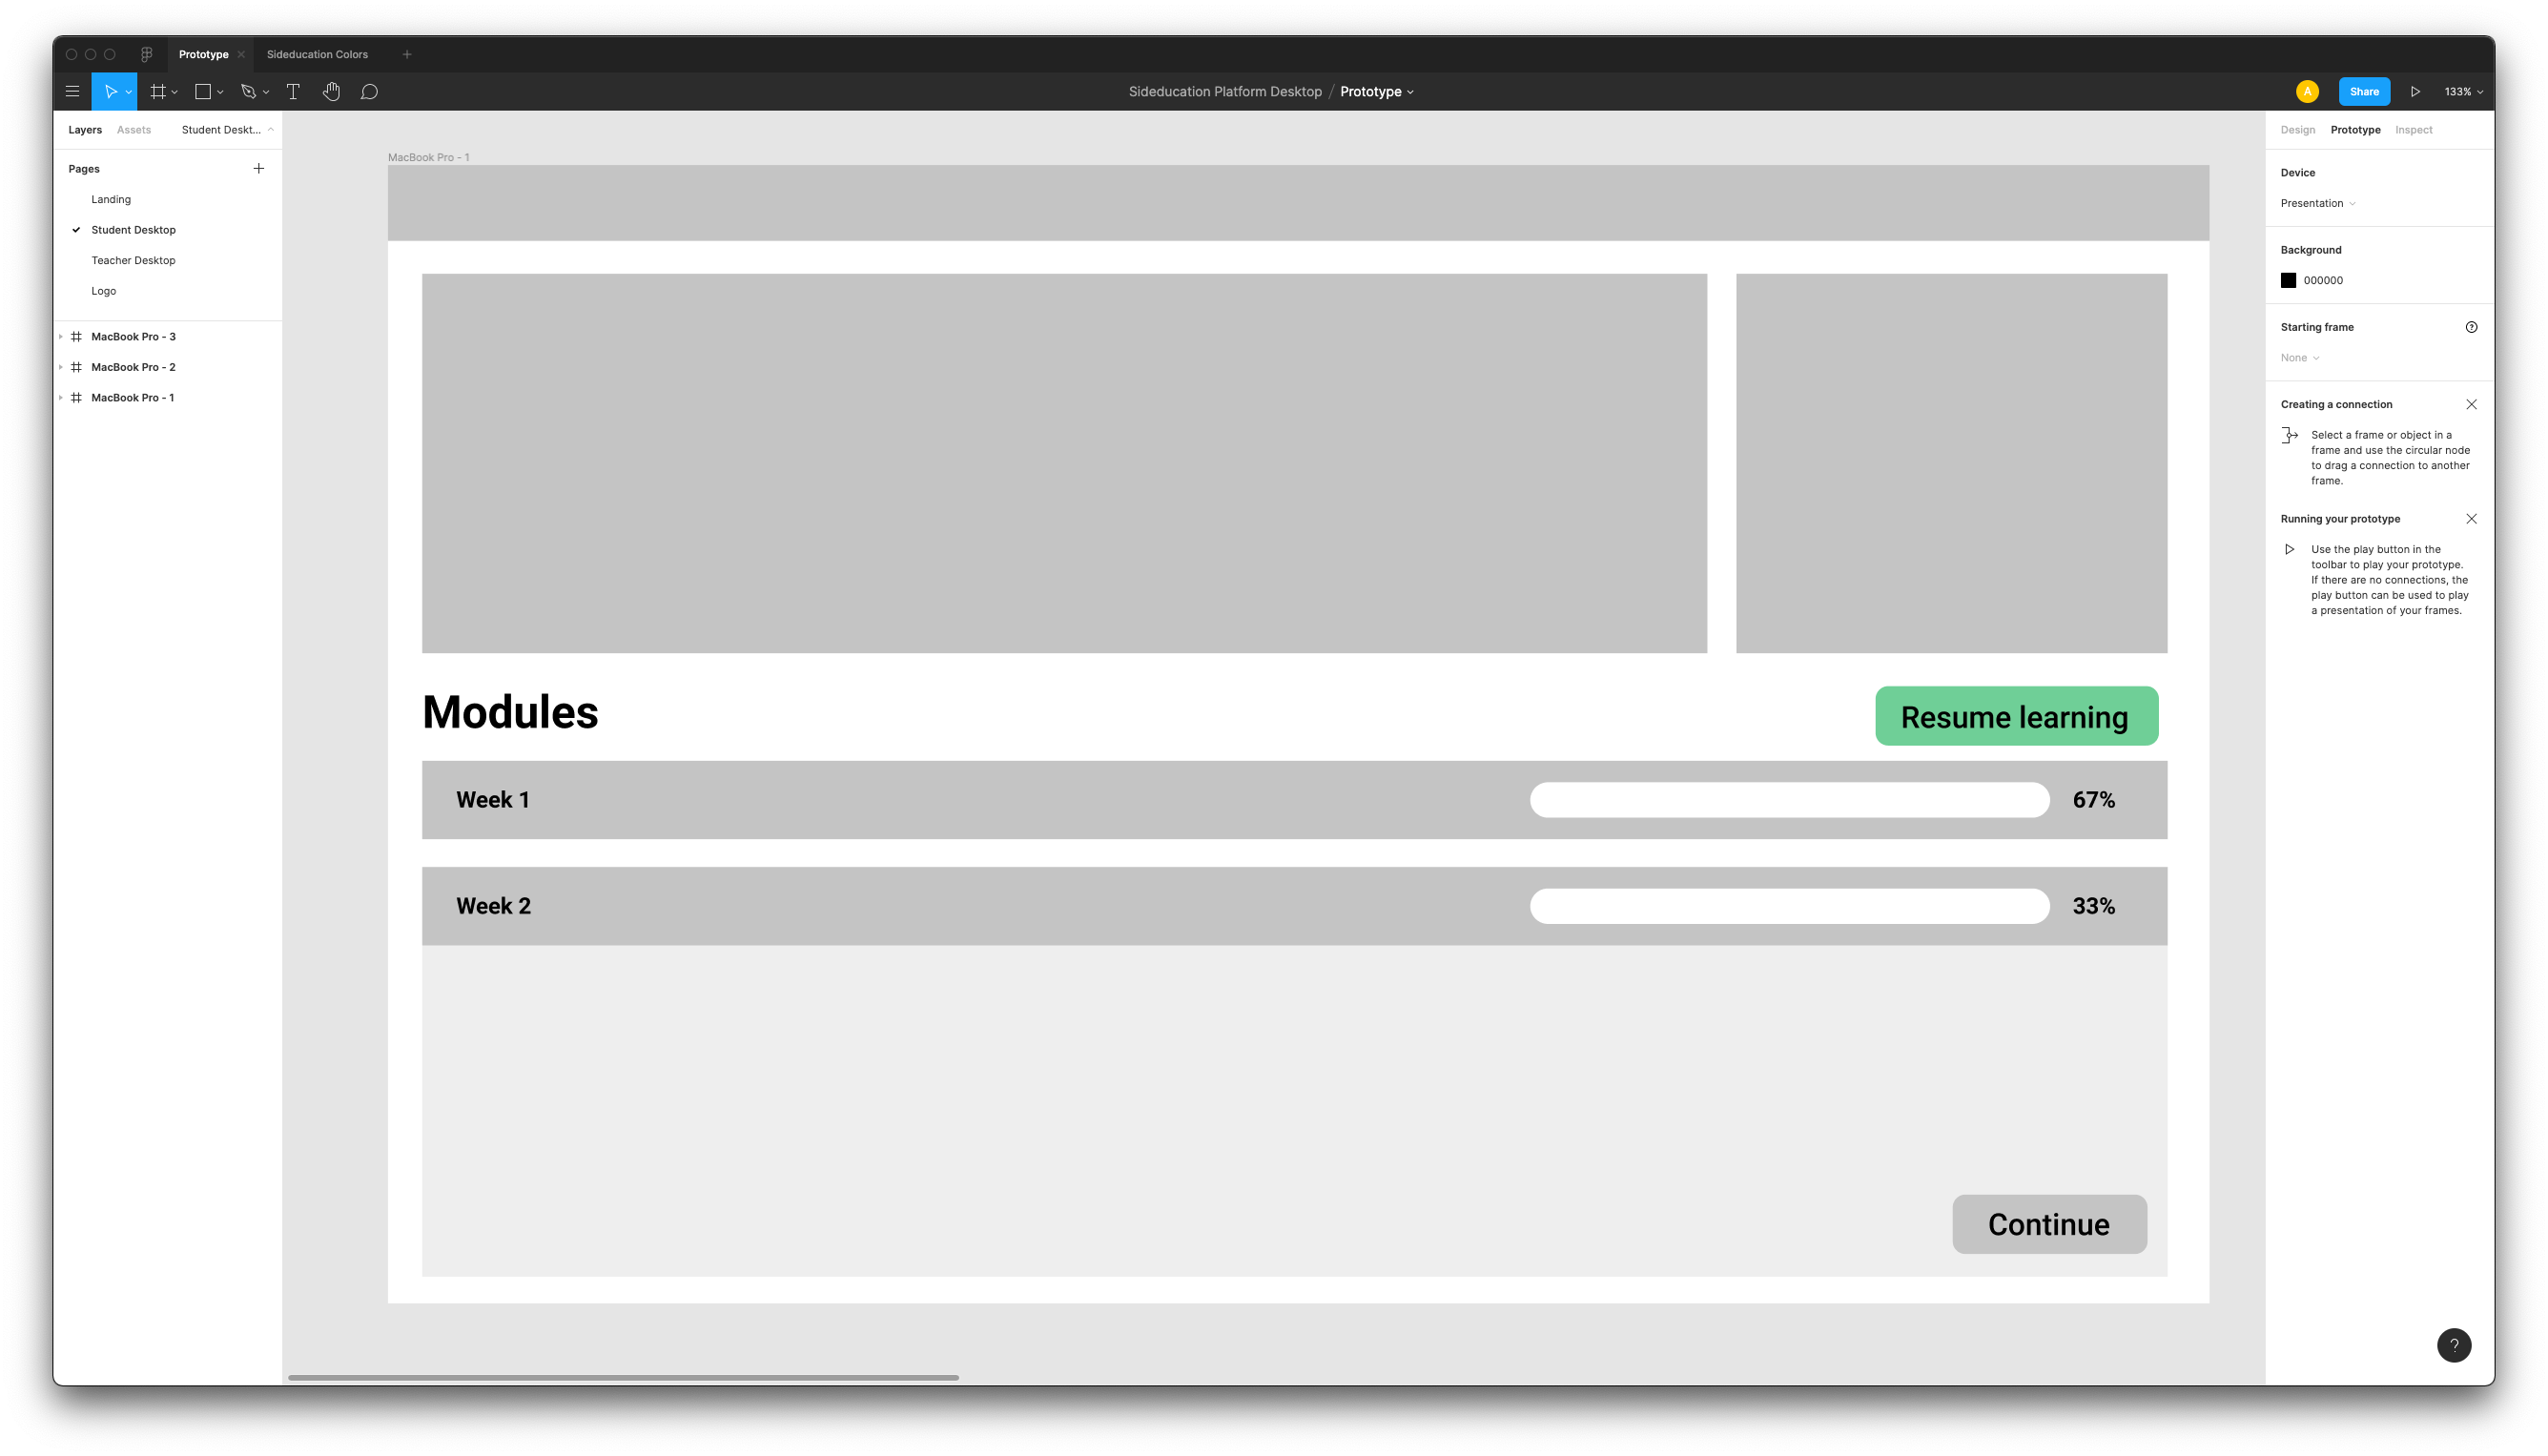 Prototype
Sideducation Colors
Sideducation Platform Desktop / Prototype
A
Share
133%
Layers
Assets
Student Deskt...
Pages
Landing
Student Desktop
Teacher Desktop
Logo
MacBook Pro - 3
MacBook Pro - 2
MacBook Pro - 1
MacBook Pro - 1
Modules
Resume learning
Week 1
67%
Week 2
33%
Continue
Design
Prototype
Inspect
Device
Presentation
Background
000000
Starting frame
None
Creating a connection
Select a frame or object in a
frame and use the circular node
to drag a connection to another
frame.
Running your prototype
Use the play button in the
toolbar to play your prototype.
If there are no connections, the
play button can be used to play
a presentation of your frames.
?